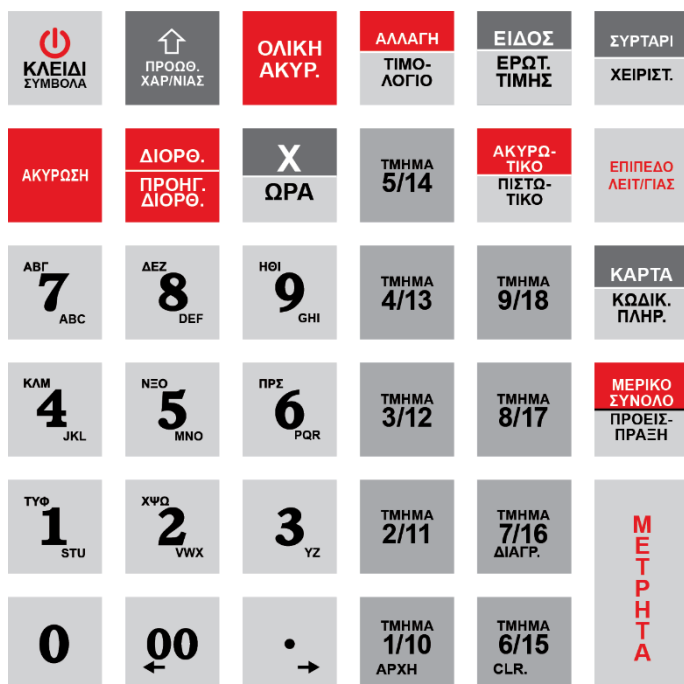 ΚΛΕΙΔΙ
ΣΥΜΒΟΛΑ
ΠΡΟΩΘ.
ΧΑΡ/ΝΙΑΣ
ΟΛΙΚΗ
ΑΚΥΡ.
ΑΛΛΑΓΗ
ΤΙΜΟ-
ΛΟΓΙΟ
ΕΙΔΟΣ
ΕΡΩΤ.
ΤΙΜΗΣ
ΣΥΡΤΑΡΙ
ΧΕΙΡΙΣΤ.
ΑΚΥΡΩΣΗ
ΔΙΟΡΘ.
ΠΡΟΗΓ.
ΔΙΟΡΘ.
X
ΩΡΑ
ΤΜΗΜΑ
5/14
ΑΚΥΡΩ-
ΤΙΚΟ
ΠΙΣΤΩ-
ΤΙΚΟ
ΕΠΙΠΕΔΟ
ΛΕΙΤ/ΓΙΑΣ
ΑΒΓ
7
ABC
ΔΕΖ
8
DEF
ΗΘΙ
9
GHI
ΤΜΗΜΑ
4/13
ΤΜΗΜΑ
9/18
ΚΑΡΤΑ
ΚΩΔΙΚ.
ΠΛΗΡ.
ΚΛΜ
4
JKL
ΝΞΟ
5
MNO
ΠΡΣ
6
PQR
ΤΜΗΜΑ
3/12
ΤΜΗΜΑ
8/17
ΜΕΡΙΚΟ
ΣΥΝΟΛΟ
ΠΡΟΕΙΣ-
ΠΡΑΞΗ
ΤΥΦ
1
STU
ΧΨΩ
2
VWX
3
YZ
ΤΜΗΜΑ
2/11
ΤΜΗΜΑ
7/16
ΔΙΑΓΡ.
ΜΕΤΡΗΤΑ
0
00
.
ΤΜΗΜΑ
1/10
ΑΡΧΗ
ΤΜΗΜΑ
6/15
CLR.